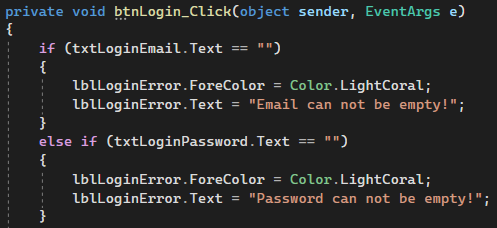 private void btnLogin_Click(object sender, EventArgs e)
{
    if (txtLoginEmail.Text == "")
    {
        lblLoginError.ForeColor = Color.LightCoral;
        lblLoginError.Text = "Email can not be empty!";
    }
    else if (txtLoginPassword.Text == "")
    {
        lblLoginError.ForeColor = Color.LightCoral;
        lblLoginError.Text = "Password can not be empty!";
    }